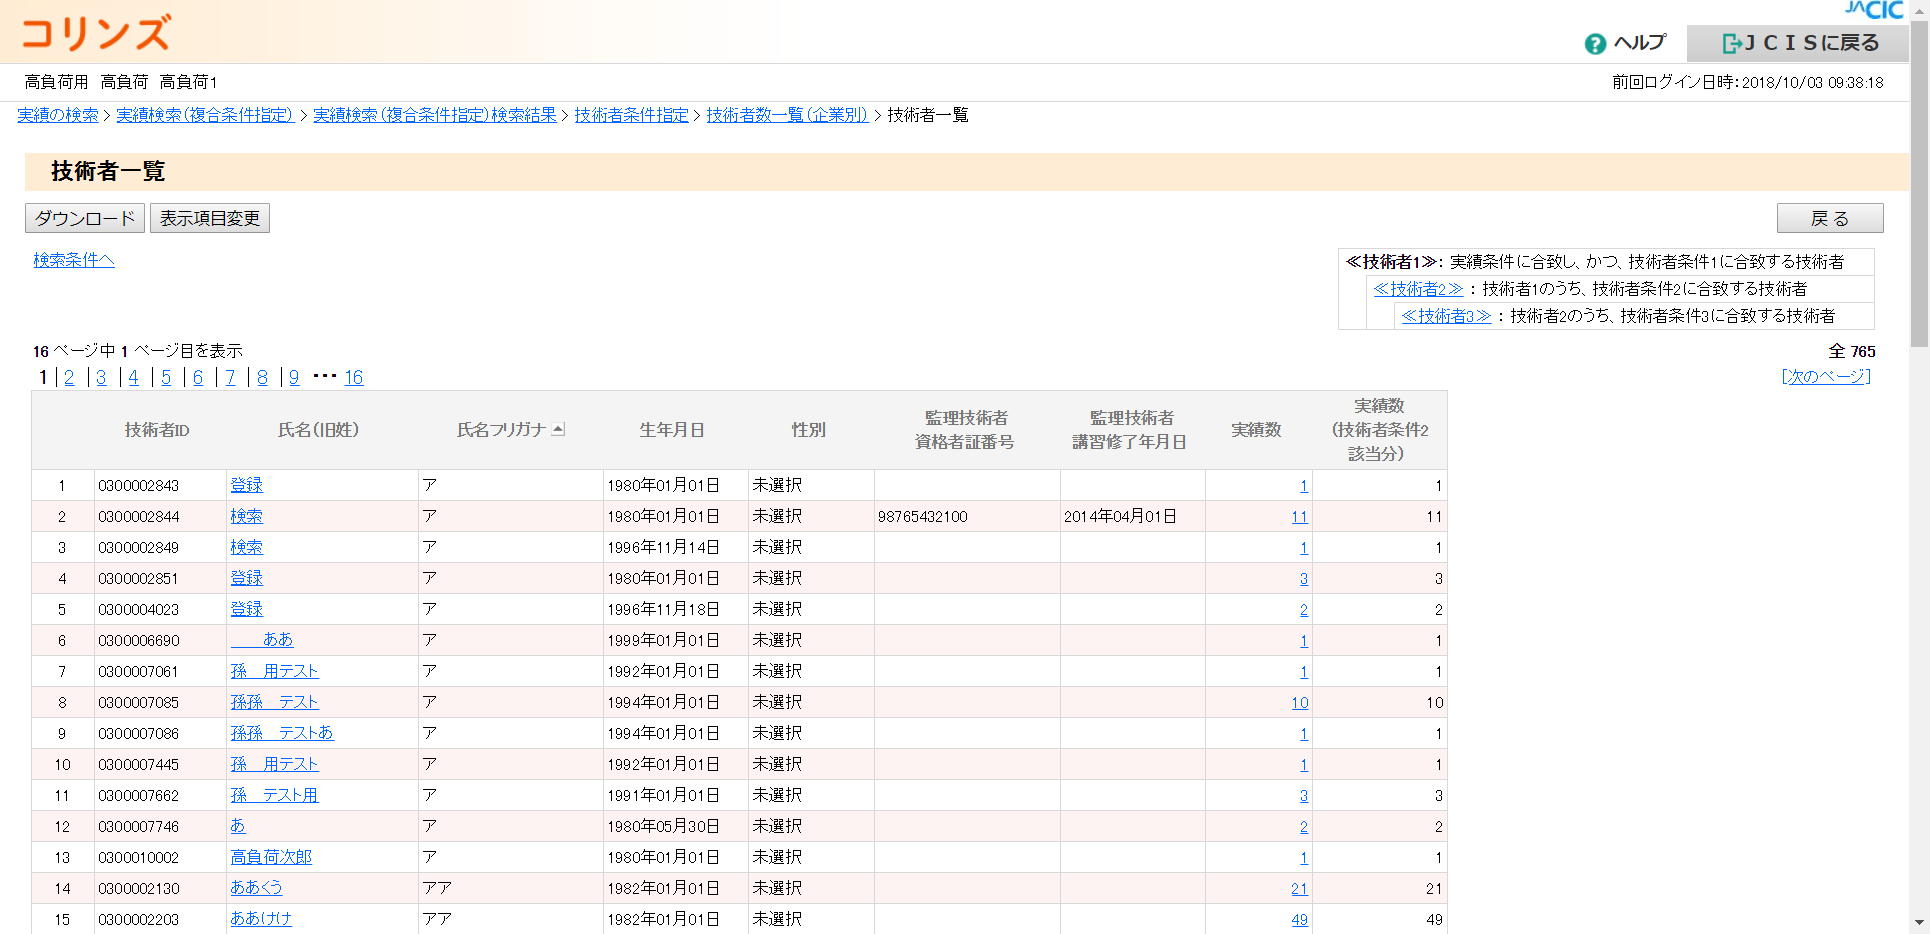 コリンズ
JACIC
ヘルプ
ＪＣＩＳに戻る
高負荷用 高負荷 高負荷1
前回ログイン日時：2018/10/03 09:38:18
実績の検索 > 実績検索（複合条件指定） > 実績検索（複合条件指定）検索結果 > 技術者条件指定 > 技術者数一覧（企業別） > 技術者一覧
技術者一覧
ダウンロード 表示項目変更
戻 る
検索条件へ
≪技術者1≫： 実績条件に合致し、かつ、技術者条件1に合致する技術者
≪技術者2≫ ： 技術者1のうち、技術者条件2に合致する技術者
≪技術者3≫ ： 技術者2のうち、技術者条件3に合致する技術者
16 ページ中 1 ページ目を表示
全 765
1 | 2 | 3 | 4 | 5 | 6 | 7 | 8 | 9 ･･･ 16
[次のページ]
技術者ID 氏名（旧姓） 氏名フリガナ 生年月日 性別 監理技術者資格者証番号 監理技術者講習修了年月日 実績数 実績数（技術者条件2該当分）
1 0300002843 登録 ア 1980年01月01日 未選択 1 1
2 0300002844 検索 ア 1980年01月01日 未選択 98765432100 2014年04月01日 11 11
3 0300002849 検索 ア 1996年11月14日 未選択 1 1
4 0300002851 登録 ア 1980年01月01日 未選択 3 3
5 0300004023 登録 ア 1996年11月18日 未選択 2 2
6 0300006690 　　ああ ア 1999年01月01日 未選択 1 1
7 0300007061 孫　用テスト ア 1992年01月01日 未選択 1 1
8 0300007085 孫孫　テスト ア 1994年01月01日 未選択 10 10
9 0300007086 孫孫　テストあ ア 1994年01月01日 未選択 1 1
10 0300007445 孫　用テスト ア 1992年01月01日 未選択 1 1
11 0300007662 孫　テスト用 ア 1991年01月01日 未選択 3 3
12 0300007746 あ ア 1980年05月30日 未選択 2 2
13 0300010002 高負荷次郎 ア 1980年01月01日 未選択 1 1
14 0300002130 ああくう アア 1982年01月01日 未選択 21 21
15 0300002203 ああけけ アア 1982年01月01日 未選択 49 49